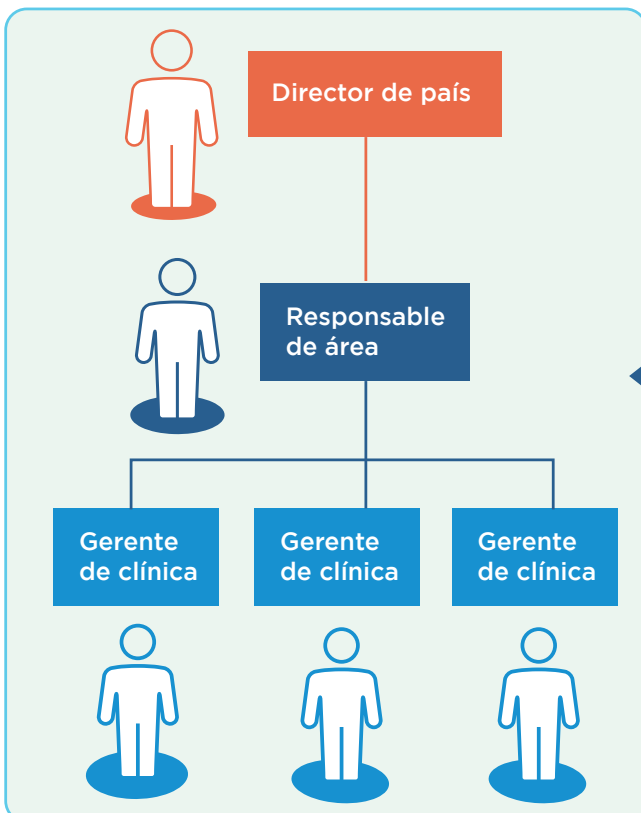 Director de país
Responsable
de área
Gerente
de clínica
Gerente
de clínica
Gerente
de clínica